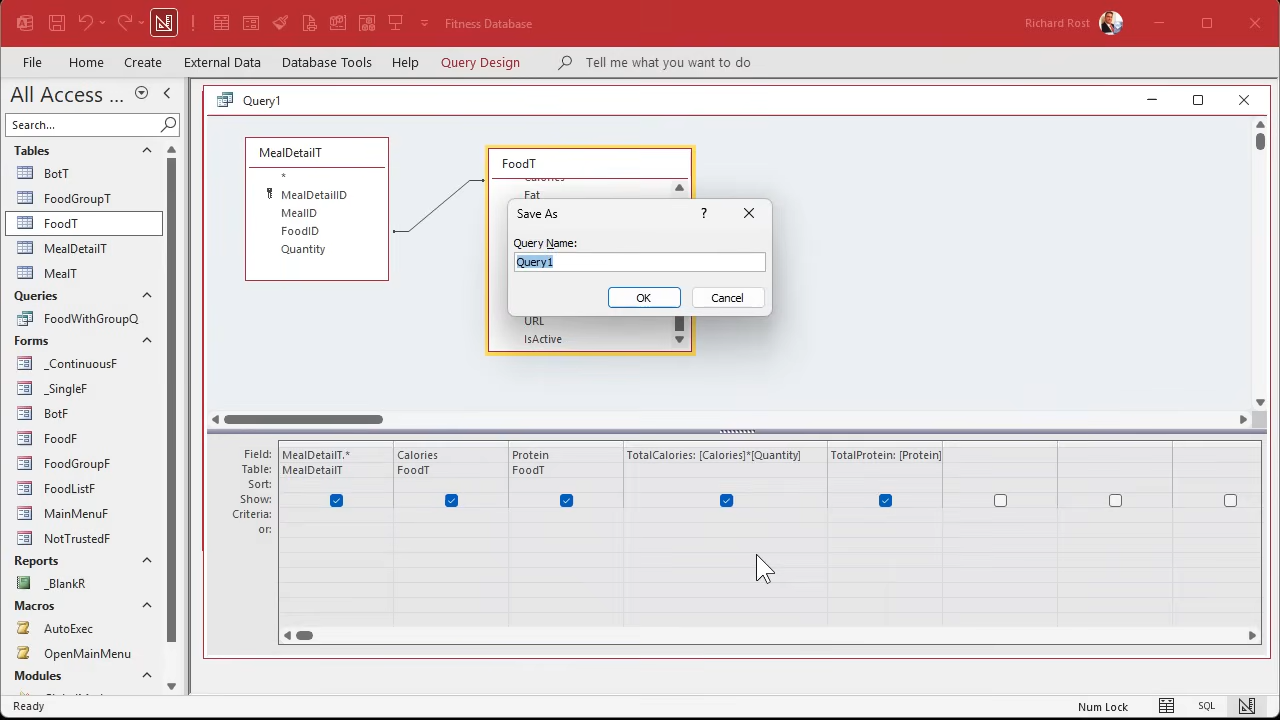 Fitness Database
Richard Rost
File Home Create External Data Database Tools Help Query Design Tell me what you want to do
All Access ...
Search...
Tables
BotT
FoodGroupT
FoodT
MealDetailT
MealT
Queries
FoodWithGroupQ
Forms
_ContinuousF
_SingleF
BotF
FoodF
FoodGroupF
FoodListF
MainMenuF
NotTrustedF
Reports
_BlankR
Macros
AutoExec
OpenMainMenu
Modules
Query1
MealDetailT
*
MealDetailID
MealID
FoodID
Quantity
FoodT
Calories
Fat
URL
IsActive
Save As ?
Query Name:
Query1
OK Cancel
Field: MealDetailT.* Calories Protein TotalCalories: [Calories]*[Quantity] TotalProtein: [Protein]
Table: MealDetailT FoodT FoodT
Sort:
Show:
Criteria:
or:
Ready
Num Lock SQL